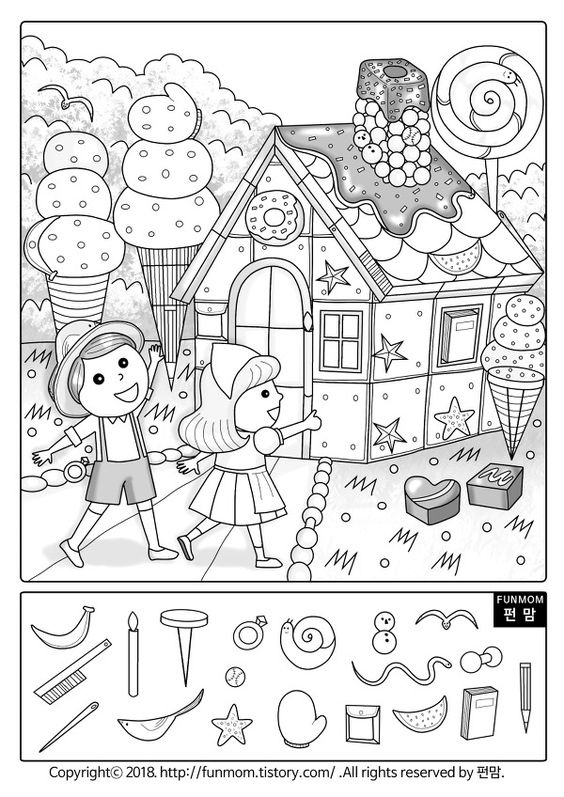 FUNMOM
펀 맘
Copyright© 2018. http://funmom.tistory.com/ .All rights reserved by 펀맘.